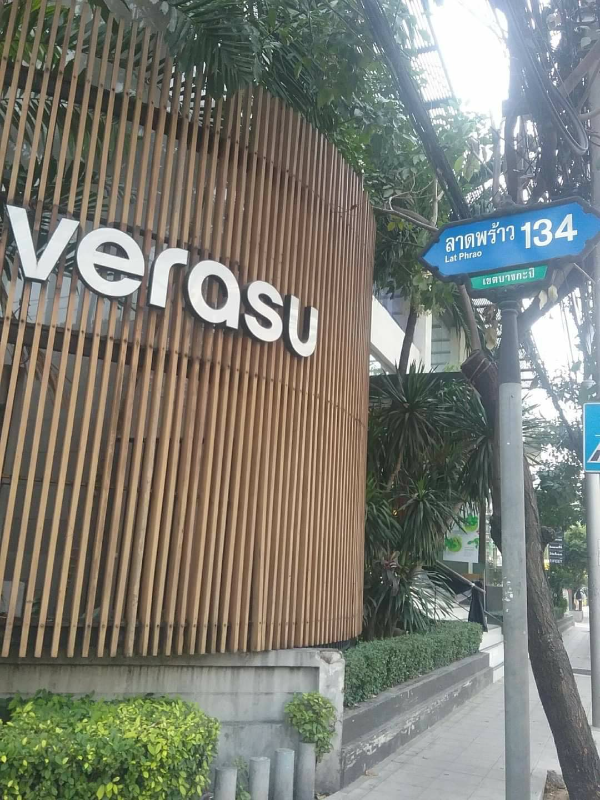 verasu
ลาดพร้าว 134
Lat Phrao
เขตบางกะปิ